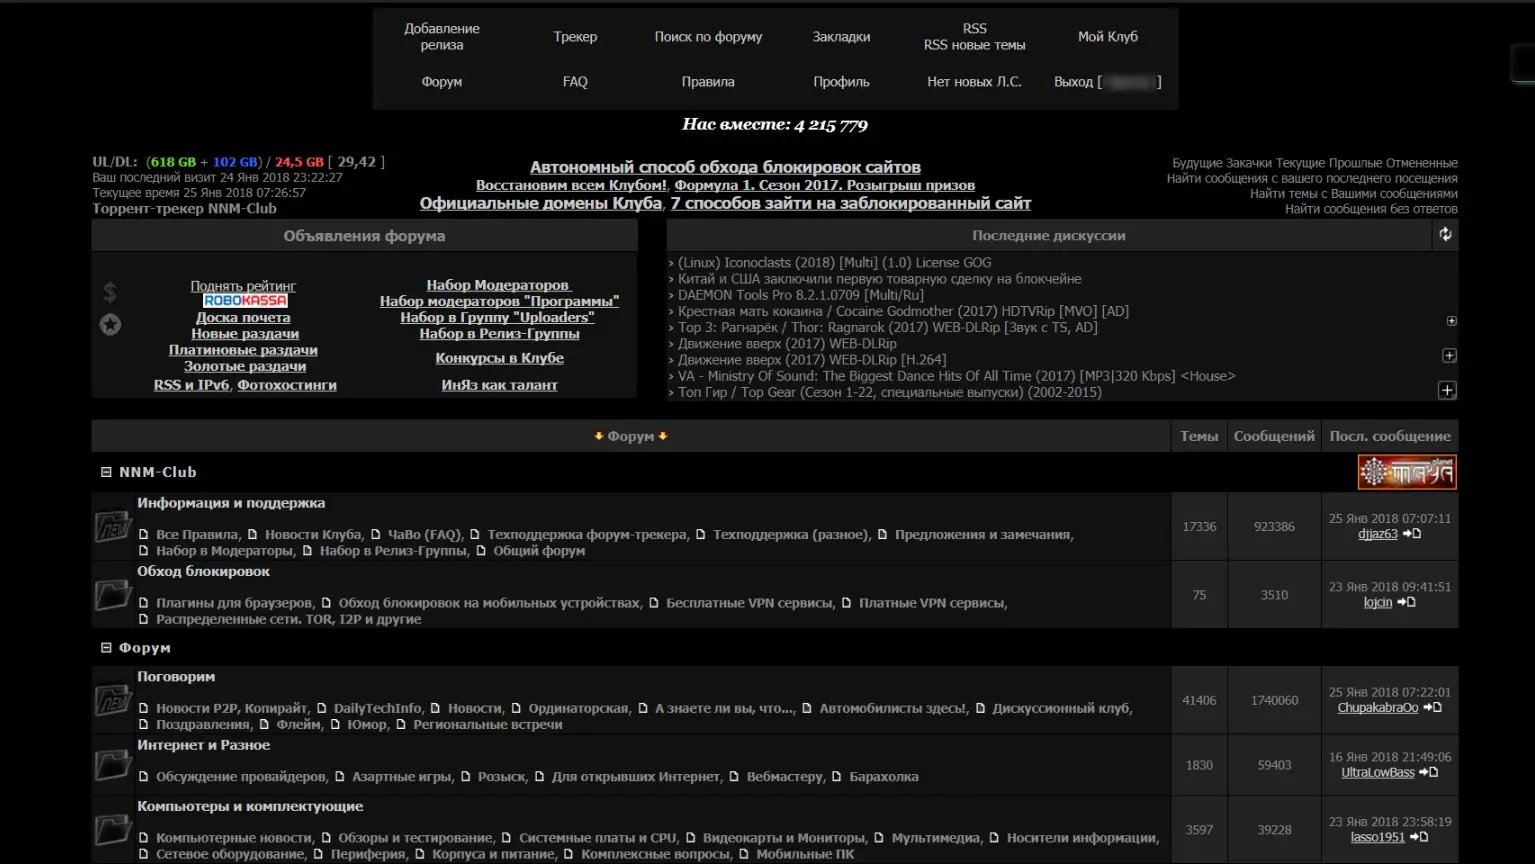 Добавление релиза
Трекер
Поиск по форуму
Закладки
RSS
RSS новые темы
Мой Клуб
Форум
FAQ
Правила
Профиль
Нет новых Л.С.
Выход [ ]
Нас вместе: 4 215 779
UL/DL: (618 GB + 102 GB) / 24,5 GB [ 29,42 ]
Ваш последний визит 24 Янв 2018 23:22:27
Текущее время 25 Янв 2018 07:26:57
Торрент-трекер NNM-Club
Автономный способ обхода блокировок сайтов
Восстановим всем Клубом!, Формула 1. Сезон 2017. Розыгрыш призов
Официальные домены Клуба, 7 способов зайти на заблокированный сайт
Будущие Закачки Текущие Прошлые Отмененные
Найти сообщения с вашего последнего посещения
Найти темы с Вашими сообщениями
Найти сообщения без ответов
Объявления форума
Поднять рейтинг
ROBOKASSA
Доска почета
Новые раздачи
Платиновые раздачи
Золотые раздачи
RSS и IPv6, Фотохостинги
Набор Модераторов
Набор модераторов "Программы"
Набор в Группу "Uploaders"
Набор в Релиз-Группы
Конкурсы в Клубе
ИнЯз как талант
Последние дискуссии
› (Linux) Iconoclasts (2018) [Multi] (1.0) License GOG
› Китай и США заключили первую товарную сделку на блокчейне
› DAEMON Tools Pro 8.2.1.0709 [Multi/Ru]
› Крестная мать кокаина / Cocaine Godmother (2017) HDTVRip [MVO] [AD]
› Тор 3: Рагнарёк / Thor: Ragnarok (2017) WEB-DLRip [Звук с TS, AD]
› Движение вверх (2017) WEB-DLRip
› Движение вверх (2017) WEB-DLRip [H.264]
› VA - Ministry Of Sound: The Biggest Dance Hits Of All Time (2017) [MP3|320 Kbps] <House>
› Топ Гир / Top Gear (Сезон 1-22, специальные выпуски) (2002-2015)
Форум
Темы
Сообщений
Посл. сообщение
NNM-Club
planet
Информация и поддержка
Все Правила, Новости Клуба, ЧаВо (FAQ), Техподдержка форум-трекера, Техподдержка (разное), Предложения и замечания,
Набор в Модераторы, Набор в Релиз-Группы, Общий форум
17336
923386
25 Янв 2018 07:07:11
djjaz63
Обход блокировок
Плагины для браузеров, Обход блокировок на мобильных устройствах, Бесплатные VPN сервисы, Платные VPN сервисы,
Распределенные сети. TOR, I2P и другие
75
3510
23 Янв 2018 09:41:51
lojcin
Форум
Поговорим
Новости P2P, Копирайт, DailyTechInfo, Новости, Ординаторская, А знаете ли вы, что..., Автомобилисты здесь!, Дискуссионный клуб,
Поздравления, Флейм, Юмор, Региональные встречи
41406
1740060
25 Янв 2018 07:22:01
ChupakabraOo
Интернет и Разное
Обсуждение провайдеров, Азартные игры, Розыск, Для открывших Интернет, Вебмастеру, Барахолка
1830
59403
16 Янв 2018 21:49:06
UltraLowBass
Компьютеры и комплектующие
Компьютерные новости, Обзоры и тестирование, Системные платы и CPU, Видеокарты и Мониторы, Мультимедиа, Носители информации,
Сетевое оборудование, Периферия, Корпуса и питание, Комплексные вопросы, Мобильные ПК
3597
39228
23 Янв 2018 23:58:19
lasso1951